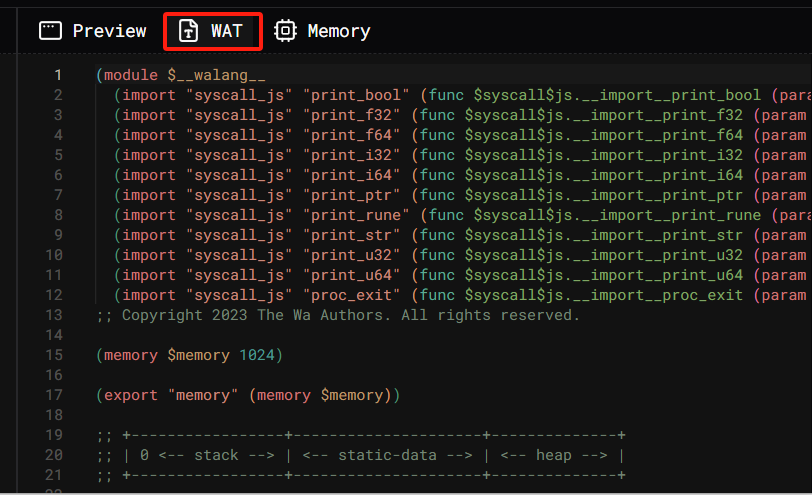 Preview WAT Memory
1 (module $__walang__
2 (import "syscall_js" "print_bool" (func $syscall$js.__import__print_bool (para
3 (import "syscall_js" "print_f32" (func $syscall$js.__import__print_f32 (param
4 (import "syscall_js" "print_f64" (func $syscall$js.__import__print_f64 (param
5 (import "syscall_js" "print_i32" (func $syscall$js.__import__print_i32 (param
6 (import "syscall_js" "print_i64" (func $syscall$js.__import__print_i64 (param
7 (import "syscall_js" "print_ptr" (func $syscall$js.__import__print_ptr (param
8 (import "syscall_js" "print_rune" (func $syscall$js.__import__print_rune (para
9 (import "syscall_js" "print_str" (func $syscall$js.__import__print_str (param
10 (import "syscall_js" "print_u32" (func $syscall$js.__import__print_u32 (param
11 (import "syscall_js" "print_u64" (func $syscall$js.__import__print_u64 (param
12 (import "syscall_js" "proc_exit" (func $syscall$js.__import__proc_exit (param
13 ;; Copyright 2023 The Wa Authors. All rights reserved.
14
15 (memory $memory 1024)
16
17 (export "memory" (memory $memory))
18
19 ;; +-----------------+---------------------+--------------+
20 ;; | 0 <-- stack --> | <-- static-data --> | <-- heap --> |
21 ;; +-----------------+---------------------+--------------+